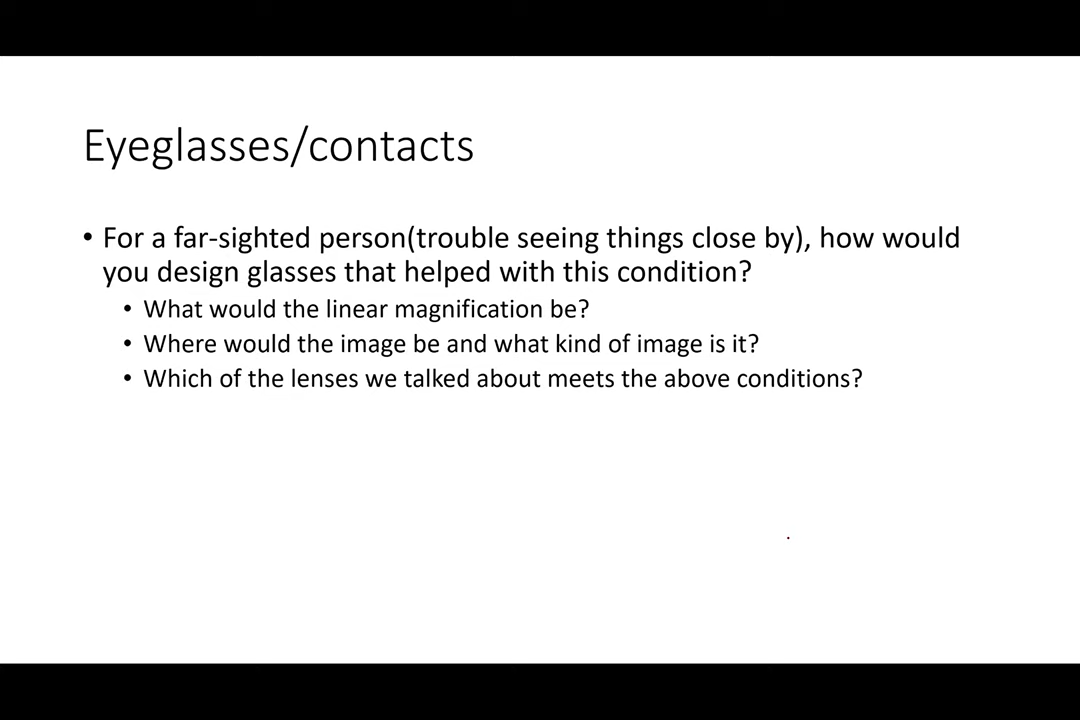 Eyeglasses/contacts
• For a far-sighted person(trouble seeing things close by), how would
you design glasses that helped with this condition?
• What would the linear magnification be?
• Where would the image be and what kind of image is it?
• Which of the lenses we talked about meets the above conditions?